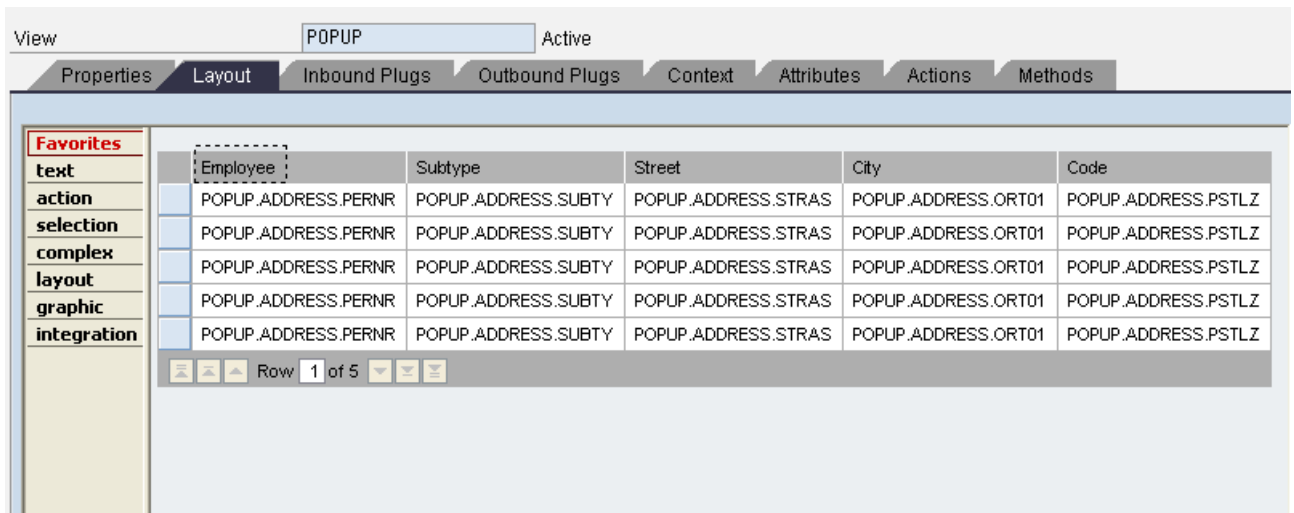 View POPUP Active
Properties Layout Inbound Plugs Outbound Plugs Context Attributes Actions Methods
Favorites
text
action
selection
complex
layout
graphic
integration
Employee Subtype Street City Code
POPUP.ADDRESS.PERNR POPUP.ADDRESS.SUBTY POPUP.ADDRESS.STRAS POPUP.ADDRESS.ORT01 POPUP.ADDRESS.PSTLZ
POPUP.ADDRESS.PERNR POPUP.ADDRESS.SUBTY POPUP.ADDRESS.STRAS POPUP.ADDRESS.ORT01 POPUP.ADDRESS.PSTLZ
POPUP.ADDRESS.PERNR POPUP.ADDRESS.SUBTY POPUP.ADDRESS.STRAS POPUP.ADDRESS.ORT01 POPUP.ADDRESS.PSTLZ
POPUP.ADDRESS.PERNR POPUP.ADDRESS.SUBTY POPUP.ADDRESS.STRAS POPUP.ADDRESS.ORT01 POPUP.ADDRESS.PSTLZ
POPUP.ADDRESS.PERNR POPUP.ADDRESS.SUBTY POPUP.ADDRESS.STRAS POPUP.ADDRESS.ORT01 POPUP.ADDRESS.PSTLZ
Row 1 of 5